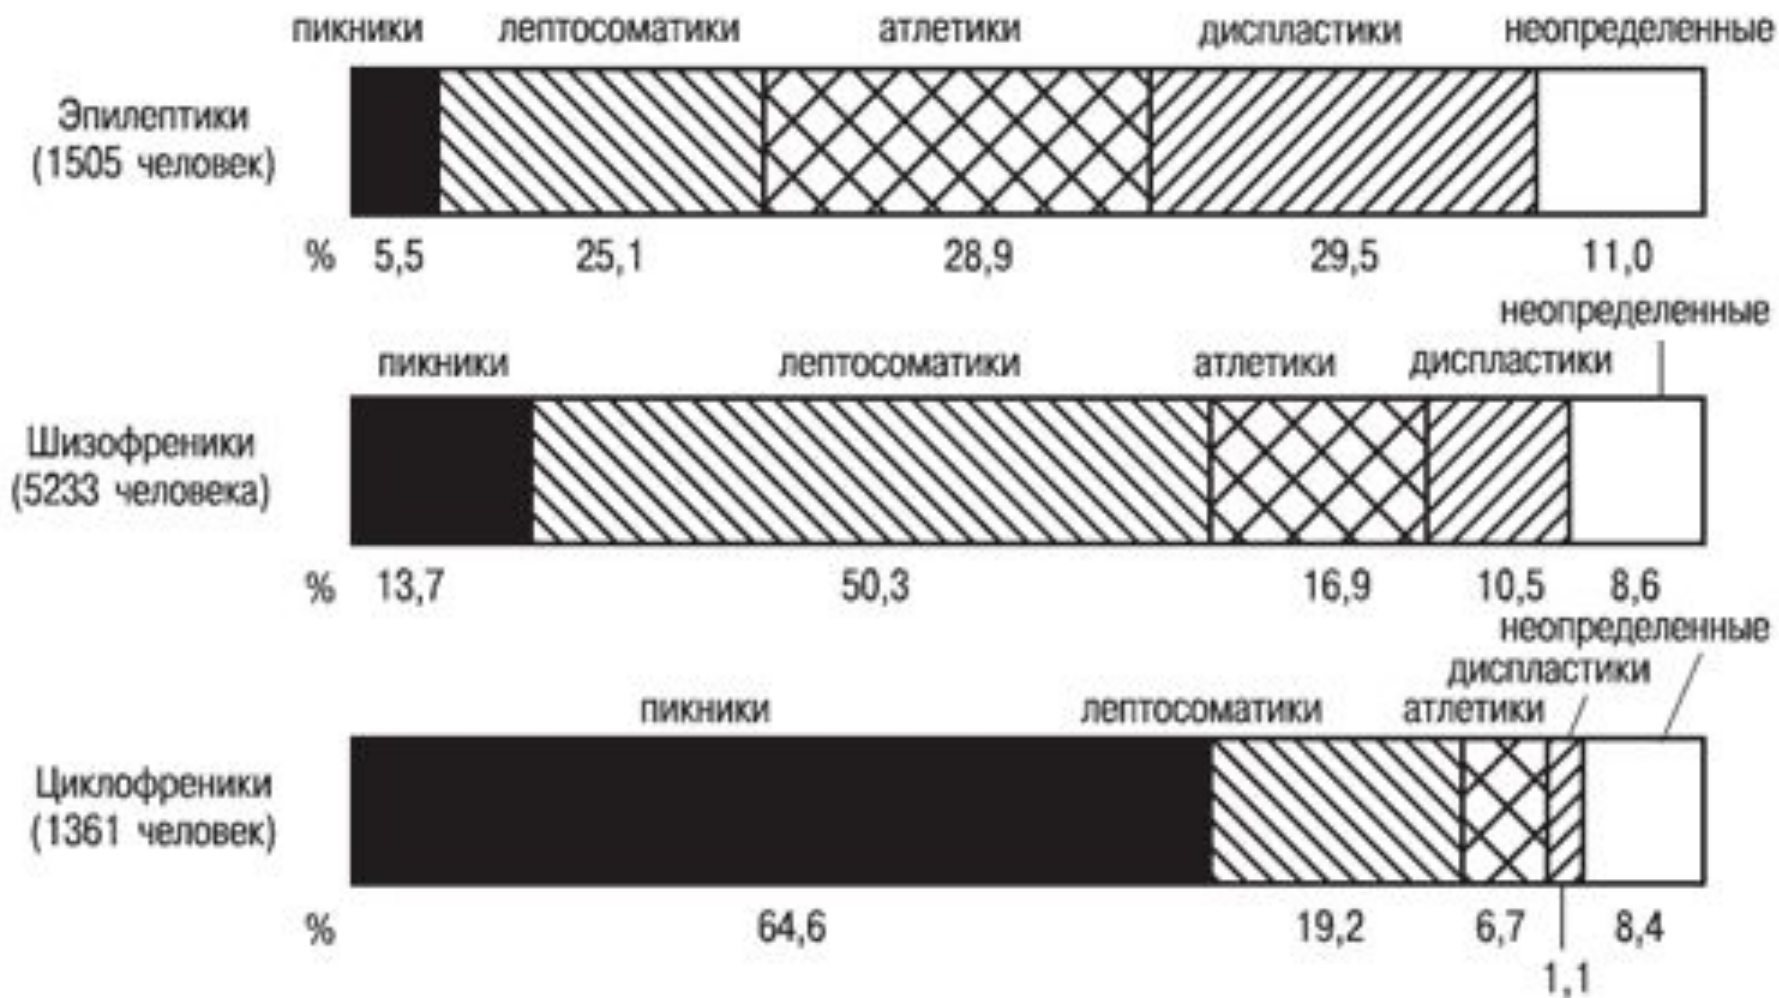 пикники лептосоматики атлетики диспластики неопределенные
Эпилептики
(1505 человек)
% 5,5 25,1 28,9 29,5 11,0
неопределенные
пикники лептосоматики атлетики диспластики
Шизофреники
(5233 человека)
% 13,7 50,3 16,9 10,5 8,6
неопределенные
диспластики
пикники лептосоматики атлетики
Циклофреники
(1361 человек)
% 64,6 19,2 6,7 8,4
1,1